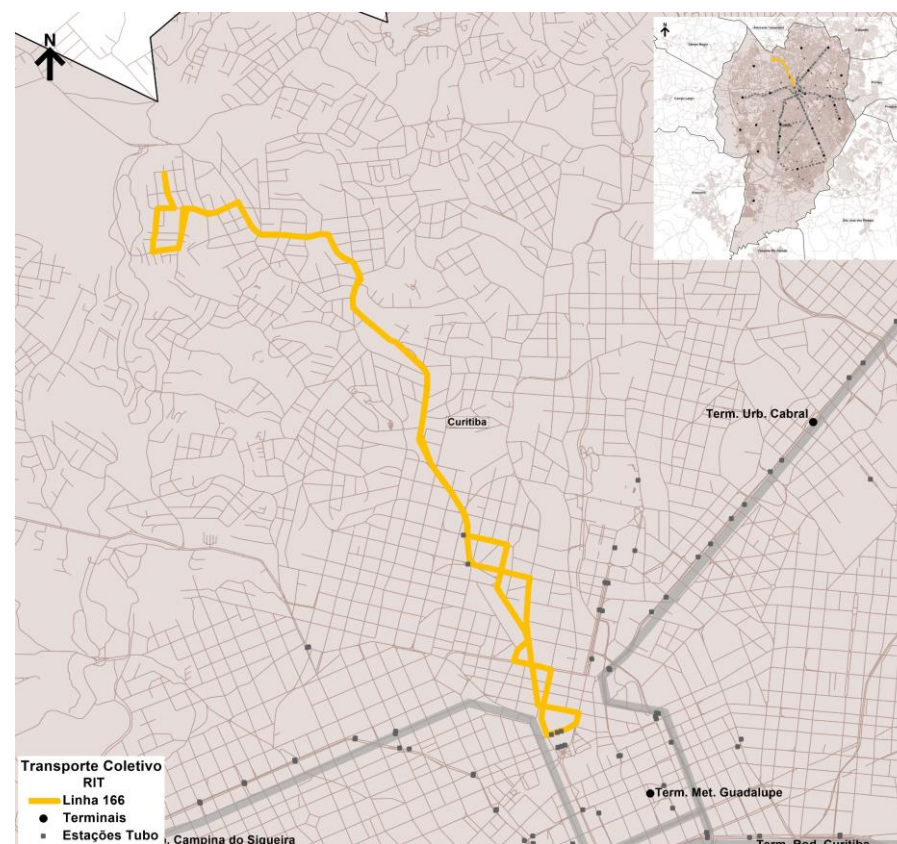 N
Curitiba
Term. Urb. Cabral
Term. Met. Guadalupe
Transporte Coletivo
RIT
Linha 166
Terminais
Estações Tubo
. Campina do Siqueira
Term. Rod. Curitiba